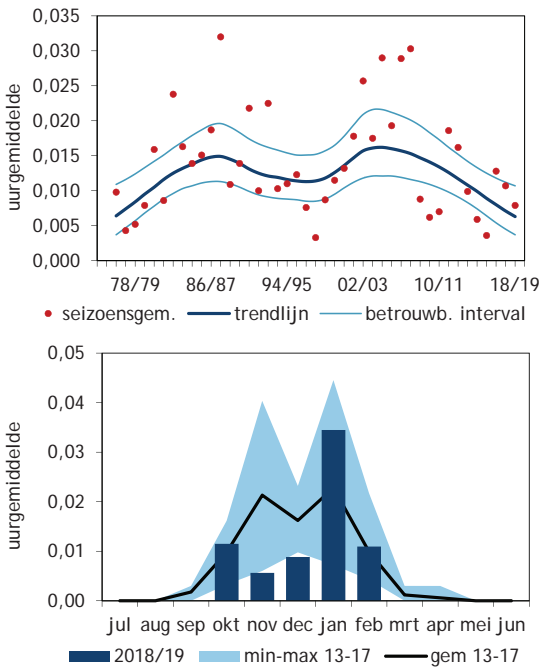 0,035
0,030
0,025
0,020
0,015
0,010
0,005
0,000
uurgemiddelde
78/79 86/87 94/95 02/03 10/11 18/19
seizoensgem. trendlijn betrouwb. interval
0,05
0,04
0,03
0,02
0,01
0,00
uurgemiddelde
jul aug sep okt nov dec jan feb mrt apr mei jun
2018/19 min-max 13-17 gem 13-17